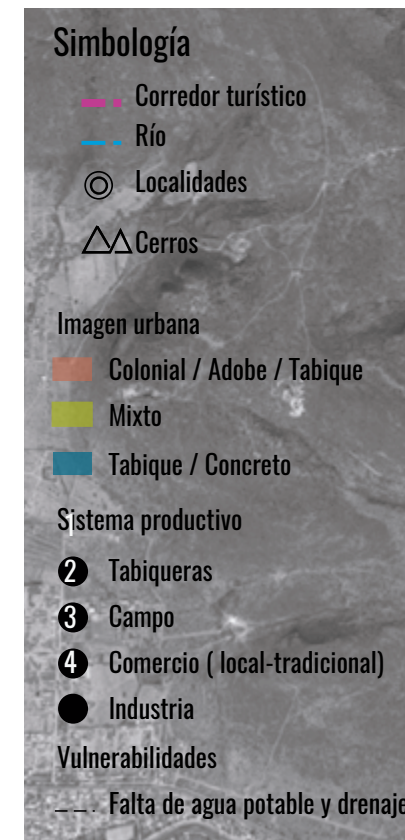 Simbología
Corredor turístico
Río
Localidades
Cerros
Imagen urbana
Colonial / Adobe / Tabique
Mixto
Tabique / Concreto
Sistema productivo
1
2 Tabiqueras
3 Campo
4 Comercio ( local-tradicional)
Industria
Vulnerabilidades
Falta de agua potable y drenaje